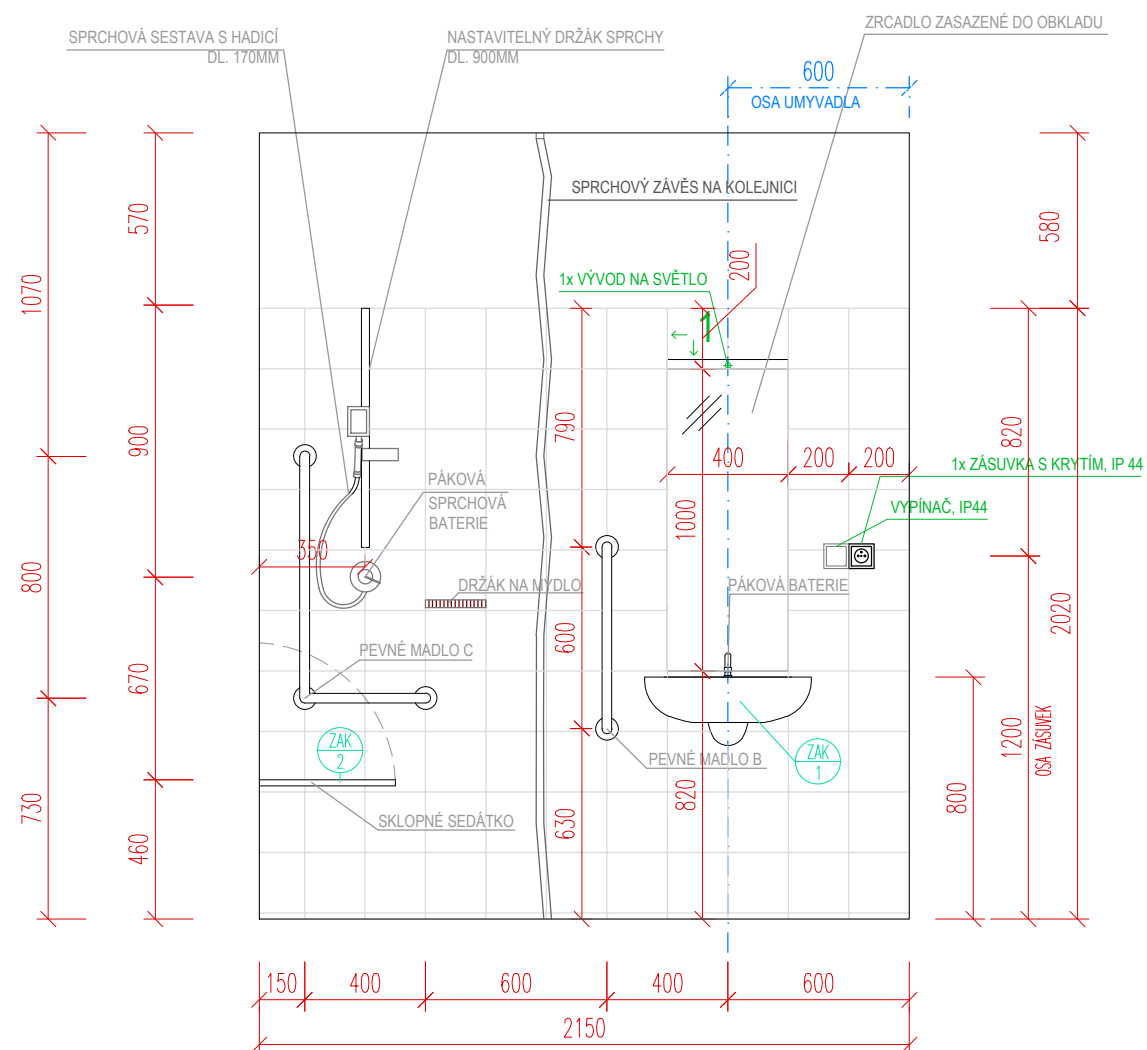 SPRCHOVÁ SESTAVA S HADICÍ
DL. 170MM
NASTAVITELNÝ DRŽÁK SPRCHY
DL. 900MM
ZRCADLO ZASAZENÉ DO OBKLADU
600
OSA UMYVADLA
SPRCHOVÝ ZÁVĚS NA KOLEJNICI
570
580
1070
200
1x VÝVOD NA SVĚTLO
790
820
900
400
200
200
1x ZÁSUVKA S KRYTÍM, IP 44
PÁKOVÁ
SPRCHOVÁ
BATERIE
VYPÍNAČ, IP44
1000
350
800
DRŽÁK NA MÝDLO
PÁKOVÁ BATERIE
2020
600
PEVNÉ MADLO C
670
ZAK
2
PEVNÉ MADLO B
ZAK
1
1200
OSA ZÁSUVEK
800
820
730
SKLOPNÉ SEDÁTKO
630
460
150
400
600
400
600
2150